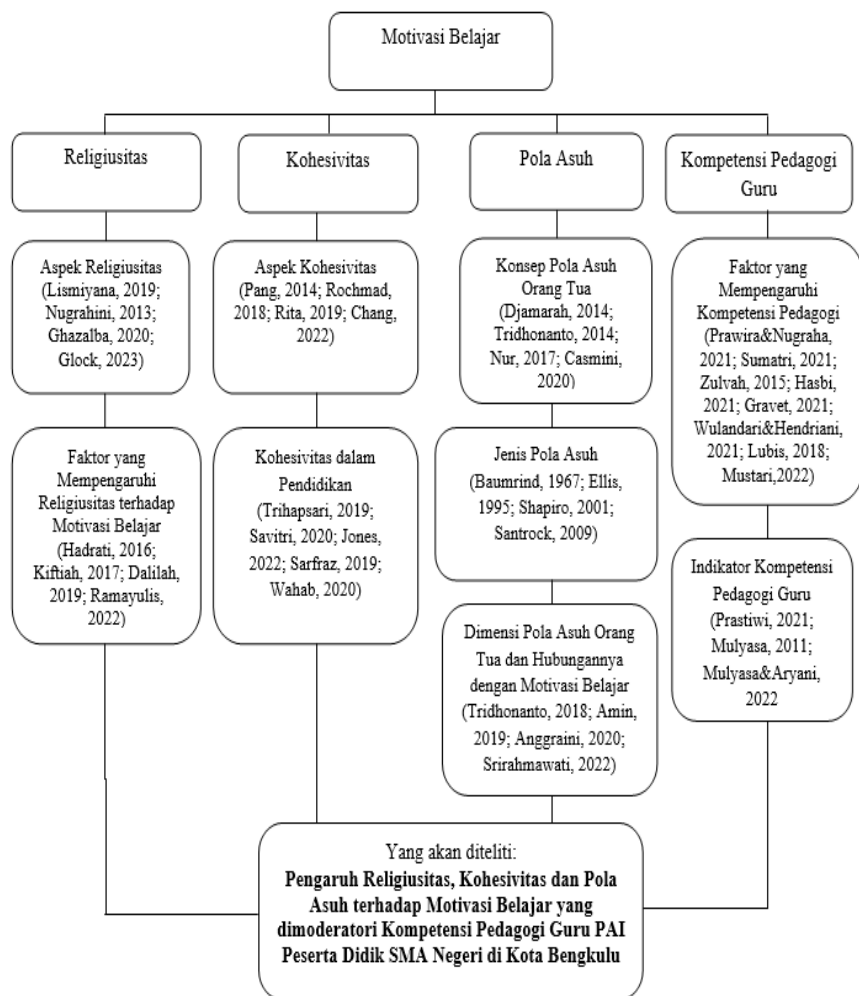 Motivasi Belajar
Religiusitas
Kohesivitas
Pola Asuh
Kompetensi Pedagogi
Guru
Aspek Religiusitas
(Lismiyana, 2019;
Nugrahini, 2013;
Ghazalba, 2020;
Glock, 2023)
Aspek Kohesivitas
(Pang, 2014; Rochmad,
2018; Rita, 2019; Chang,
2022)
Konsep Pola Asuh
Orang Tua
(Djamarah, 2014;
Tridhonanto, 2014;
Nur, 2017; Casmini,
2020)
Faktor yang
Mempengaruhi
Kompetensi Pedagogi
(Prawira&Nugraha,
2021; Sumatri, 2021;
Zulvah, 2015; Hasbi,
2021; Gravet, 2021;
Wulandari&Hendriani,
2021; Lubis, 2018;
Mustari,2022)
Faktor yang
Mempengaruhi
Religiusitas terhadap
Motivasi Belajar
(Hadrati, 2016;
Kiftiah, 2017; Dalilah,
2019; Ramayulis,
2022)
Kohesivitas dalam
Pendidikan
(Trihapsari, 2019;
Savitri, 2020; Jones,
2022; Sarfraz, 2019;
Wahab, 2020)
Jenis Pola Asuh
(Baumrind, 1967; Ellis,
1995; Shapiro, 2001;
Santrock, 2009)
Indikator Kompetensi
Pedagogi Guru
(Prastiwi, 2021;
Mulyasa, 2011;
Mulyasa&Aryani,
2022
Dimensi Pola Asuh Orang
Tua dan Hubungannya
dengan Motivasi Belajar
(Tridhonanto, 2018; Amin,
2019; Anggraini, 2020;
Srirahmawati, 2022)
Yang akan diteliti:
Pengaruh Religiusitas, Kohesivitas dan Pola
Asuh terhadap Motivasi Belajar yang
dimoderatori Kompetensi Pedagogi Guru PAI
Peserta Didik SMA Negeri di Kota Bengkulu